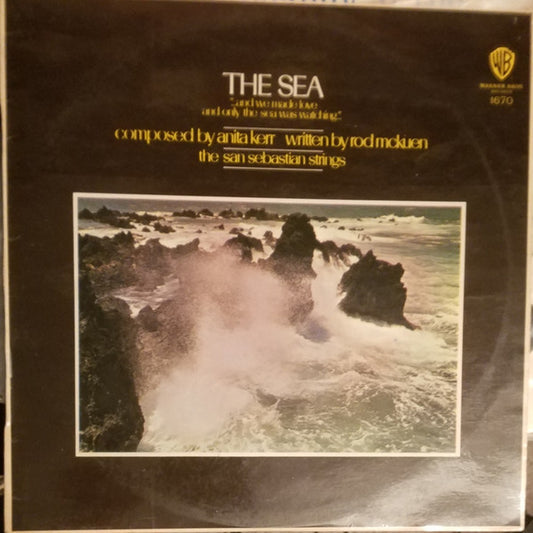 THE SEA
"...and we made love
and only the sea was watching."
composed by anita kerr written by rod mckuen
the san sebastian strings
WB
WARNER BROS
1670